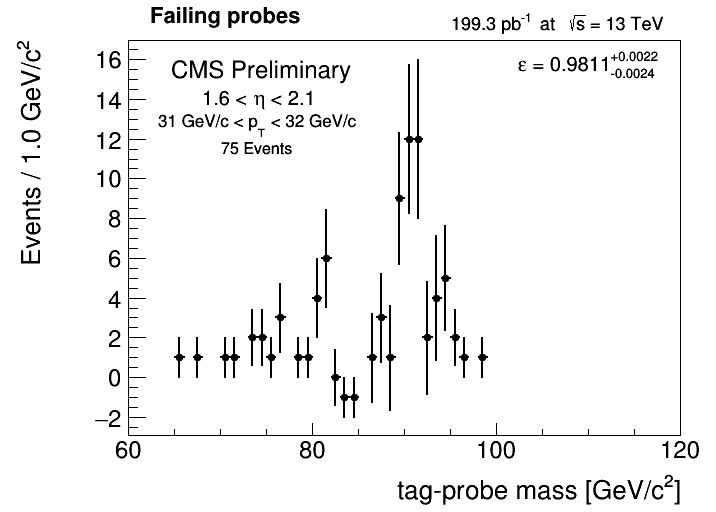 Failing probes
199.3 pb⁻¹ at √s = 13 TeV
CMS Preliminary
1.6 < η < 2.1
31 GeV/c < p_T < 32 GeV/c
75 Events
ε = 0.9811 +0.0022 -0.0024
Events / 1.0 GeV/c²
16
14
12
10
8
6
4
2
0
−2
60 80 100 120
tag-probe mass [GeV/c²]